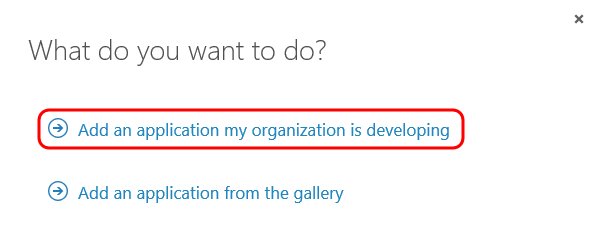 What do you want to do?
Add an application my organization is developing
Add an application from the gallery